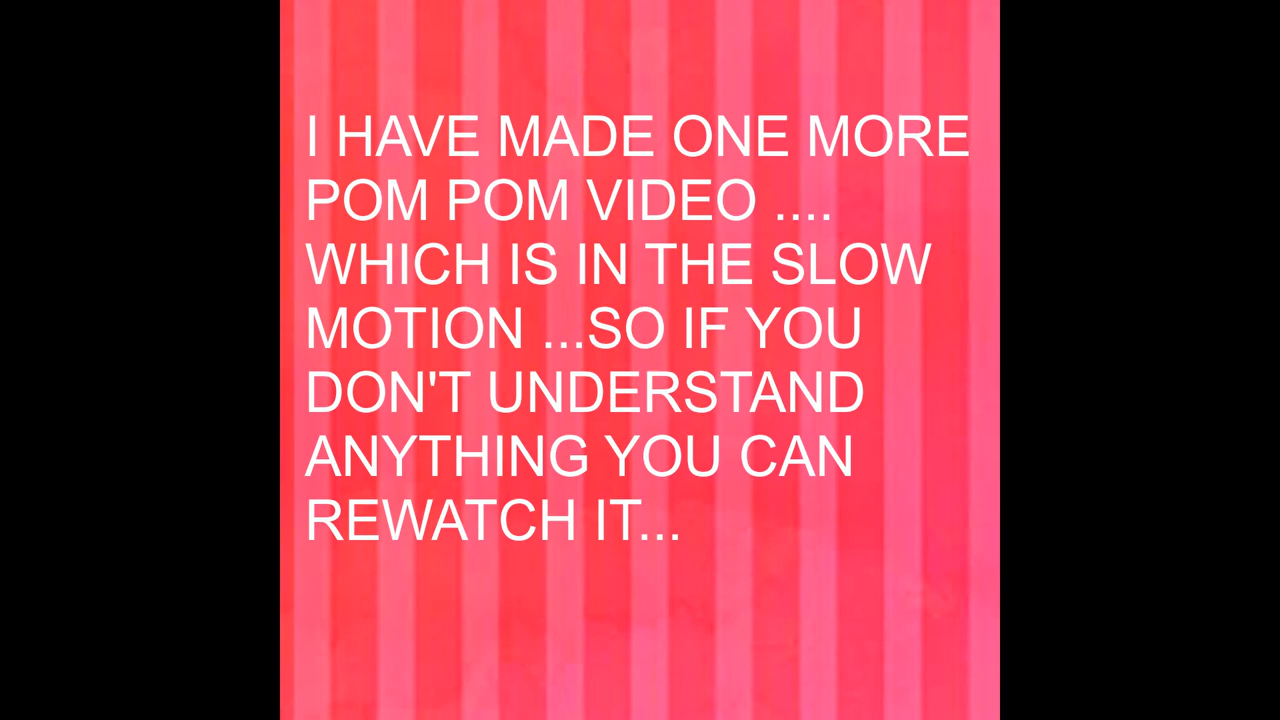 I HAVE MADE ONE MORE
POM POM VIDEO ....
WHICH IS IN THE SLOW
MOTION ...SO IF YOU
DON'T UNDERSTAND
ANYTHING YOU CAN
REWATCH IT...